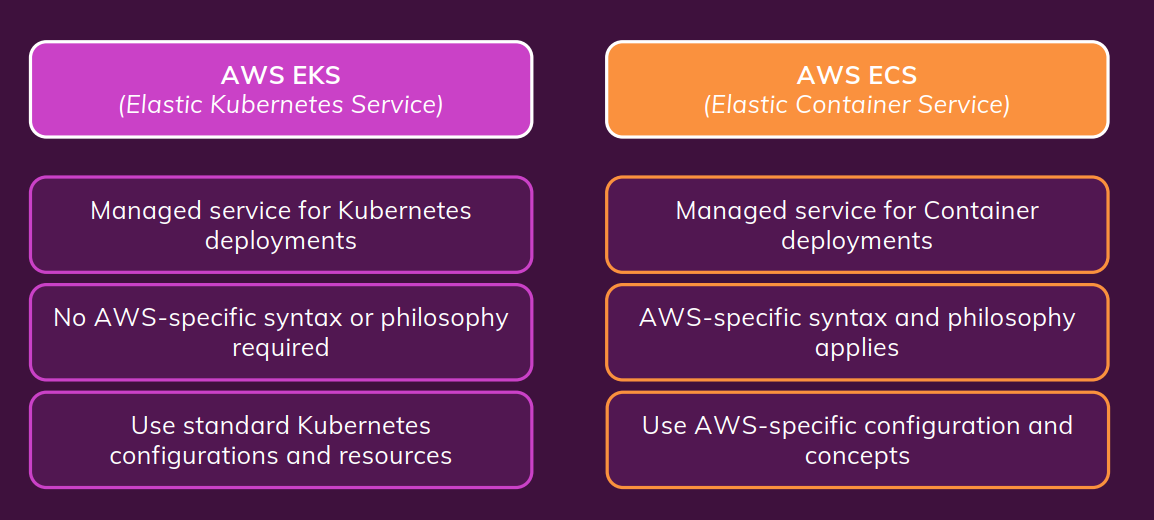 AWS EKS
(Elastic Kubernetes Service)
Managed service for Kubernetes
deployments
No AWS-specific syntax or philosophy
required
Use standard Kubernetes
configurations and resources
AWS ECS
(Elastic Container Service)
Managed service for Container
deployments
AWS-specific syntax and philosophy
applies
Use AWS-specific configuration and
concepts